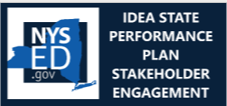 NYS
ED
.gov
IDEA STATE
PERFORMANCE
PLAN
STAKEHOLDER
ENGAGEMENT